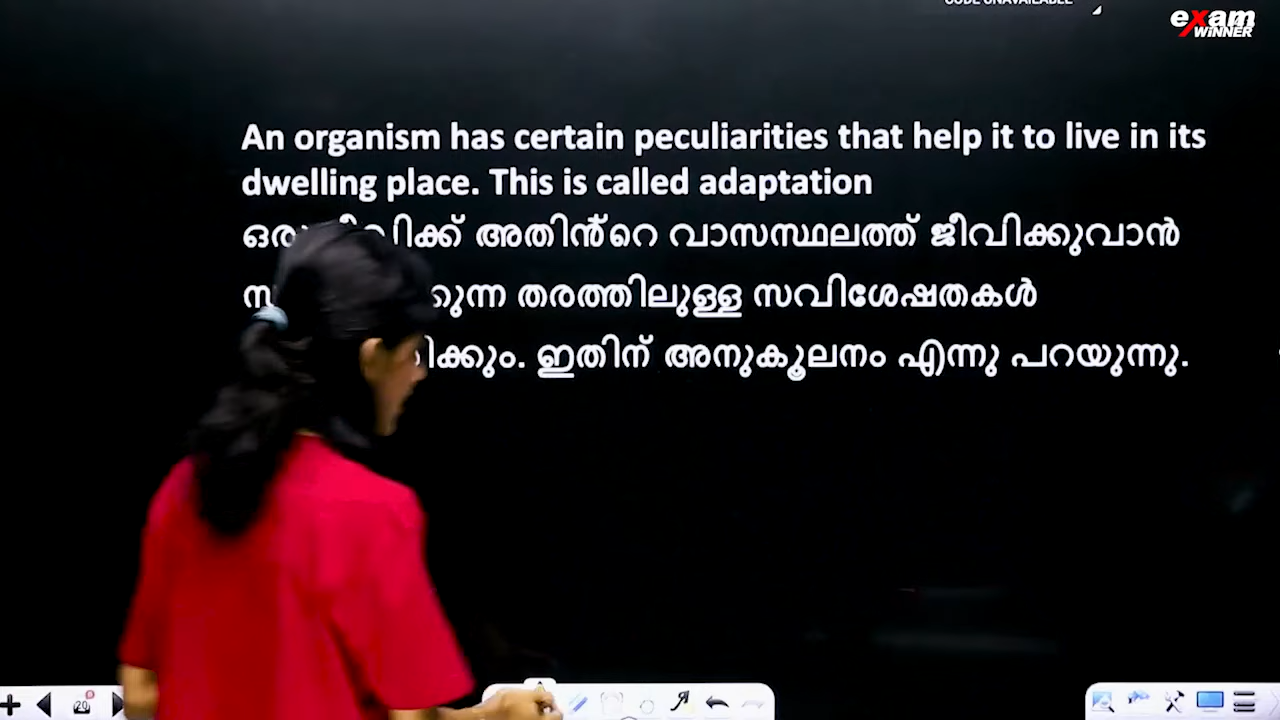 exam
WINNER
An organism has certain peculiarities that help it to live in its
dwelling place. This is called adaptation
അതിൻ്റെ വാസസ്ഥലത്ത് ജീവിക്കുവാൻ
തരത്തിലുള്ള സവിശേഷതകൾ
ഇതിന് അനുകൂലനം എന്നു പറയുന്നു.
20